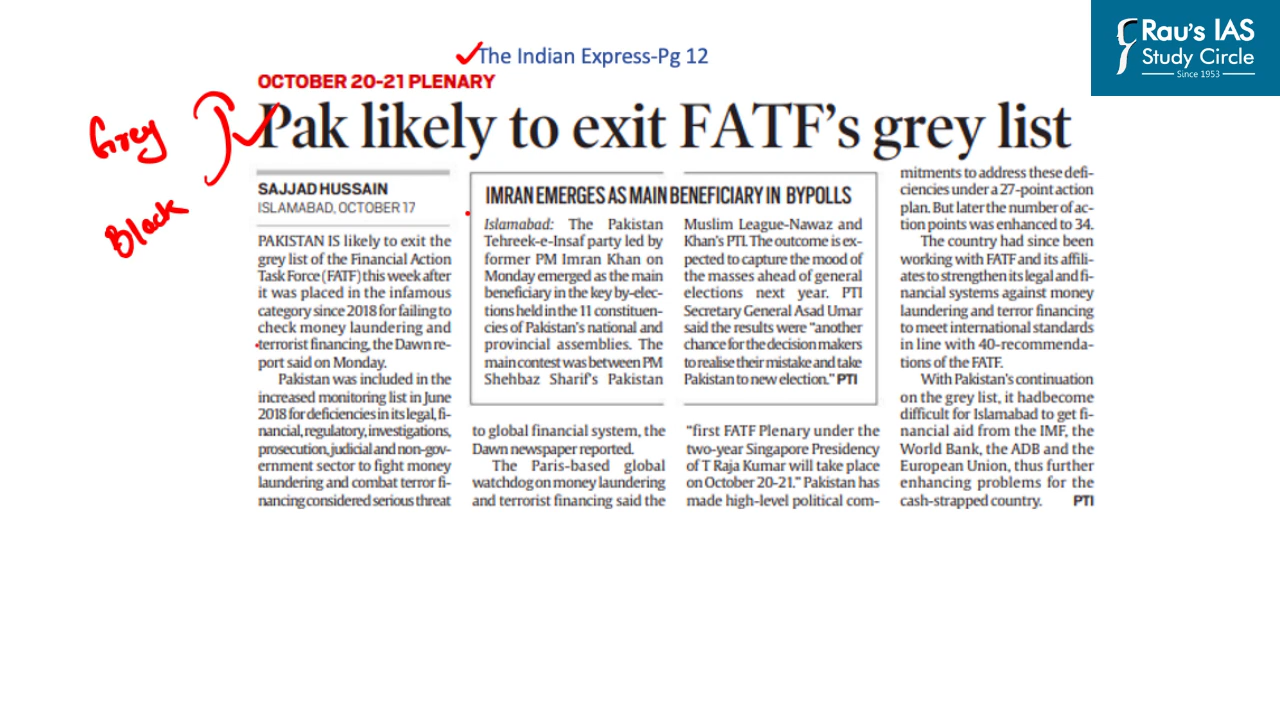 Rau's IAS
Study Circle
Since 1953
The Indian Express-Pg 12
OCTOBER 20-21 PLENARY
Pak likely to exit FATF's grey list
Grey
Black
SAJJAD HUSSAIN
ISLAMABAD, OCTOBER 17
PAKISTAN IS likely to exit the
grey list of the Financial Action
Task Force (FATF) this week after
it was placed in the infamous
category since 2018 for failing to
check money laundering and
terrorist financing, the Dawn re-
port said on Monday.
Pakistan was included in the
increased monitoring list in June
2018 for deficiencies in its legal, fi-
nancial, regulatory, investigations,
prosecution, judicial and non-gov-
ernment sector to fight money
laundering and combat terror fi-
nancing considered serious threat
to global financial system, the
Dawn newspaper reported.
The Paris-based global
watchdog on money laundering
and terrorist financing said the
"first FATF Plenary under the
two-year Singapore Presidency
of T Raja Kumar will take place
on October 20-21." Pakistan has
made high-level political com-
mitments to address these defi-
ciencies under a 27-point action
plan. But later the number of ac-
tion points was enhanced to 34.
The country had since been
working with FATF and its affili-
ates to strengthen its legal and fi-
nancial systems against money
laundering and terror financing
to meet international standards
in line with 40-recommenda-
tions of the FATF.
With Pakistan's continuation
on the grey list, it hadbecome
difficult for Islamabad to get fi-
nancial aid from the IMF, the
World Bank, the ADB and the
European Union, thus further
enhancing problems for the
cash-strapped country. PTI
IMRAN EMERGES AS MAIN BENEFICIARY IN BYPOLLS
Islamabad: The Pakistan
Tehreek-e-Insaf party led by
former PM Imran Khan on
Monday emerged as the main
beneficiary in the key by-elec-
tions held in the 11 constituen-
cies of Pakistan's national and
provincial assemblies. The
main contest was between PM
Shehbaz Sharif's Pakistan
Muslim League-Nawaz and
Khan's PTI. The outcome is ex-
pected to capture the mood of
the masses ahead of general
elections next year. PTI
Secretary General Asad Umar
said the results were "another
chance for the decision makers
to realise their mistake and take
Pakistan to new election." PTI